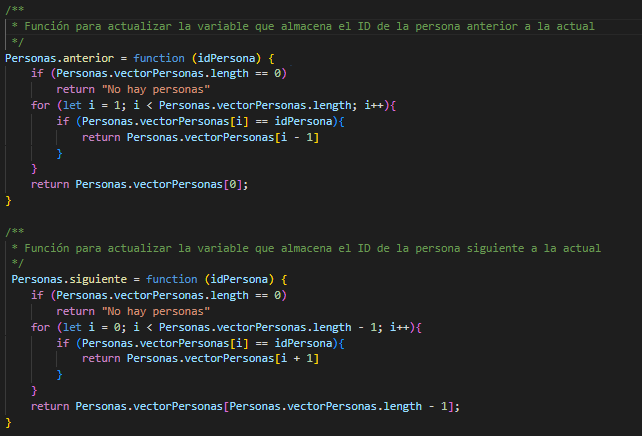 /**
 * Función para actualizar la variable que almacena el ID de la persona anterior a la actual
 */
Personas.anterior = function (idPersona) {
    if (Personas.vectorPersonas.length == 0)
        return "No hay personas"
    for (let i = 1; i < Personas.vectorPersonas.length; i++){
        if (Personas.vectorPersonas[i] == idPersona){
            return Personas.vectorPersonas[i - 1]
        }
    }
    return Personas.vectorPersonas[0];
}

/**
 * Función para actualizar la variable que almacena el ID de la persona siguiente a la actual
 */
 Personas.siguiente = function (idPersona) {
    if (Personas.vectorPersonas.length == 0)
        return "No hay personas"
    for (let i = 0; i < Personas.vectorPersonas.length - 1; i++){
        if (Personas.vectorPersonas[i] == idPersona){
            return Personas.vectorPersonas[i + 1]
        }
    }
    return Personas.vectorPersonas[Personas.vectorPersonas.length - 1];
}